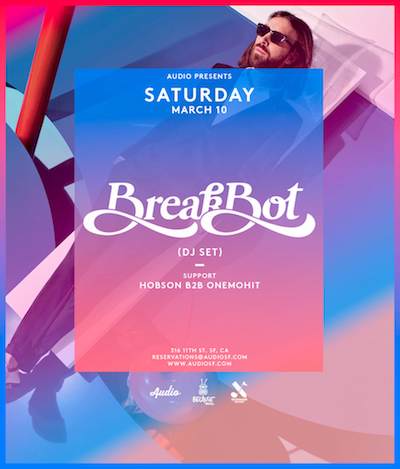 AUDIO PRESENTS
SATURDAY
MARCH 10
BreakBot
(DJ SET)
SUPPORT
HOBSON B2B ONEMOHIT
316 11TH ST, SF, CA
RESERVATIONS@AUDIOSF.COM
WWW.AUDIOSF.COM
Audio